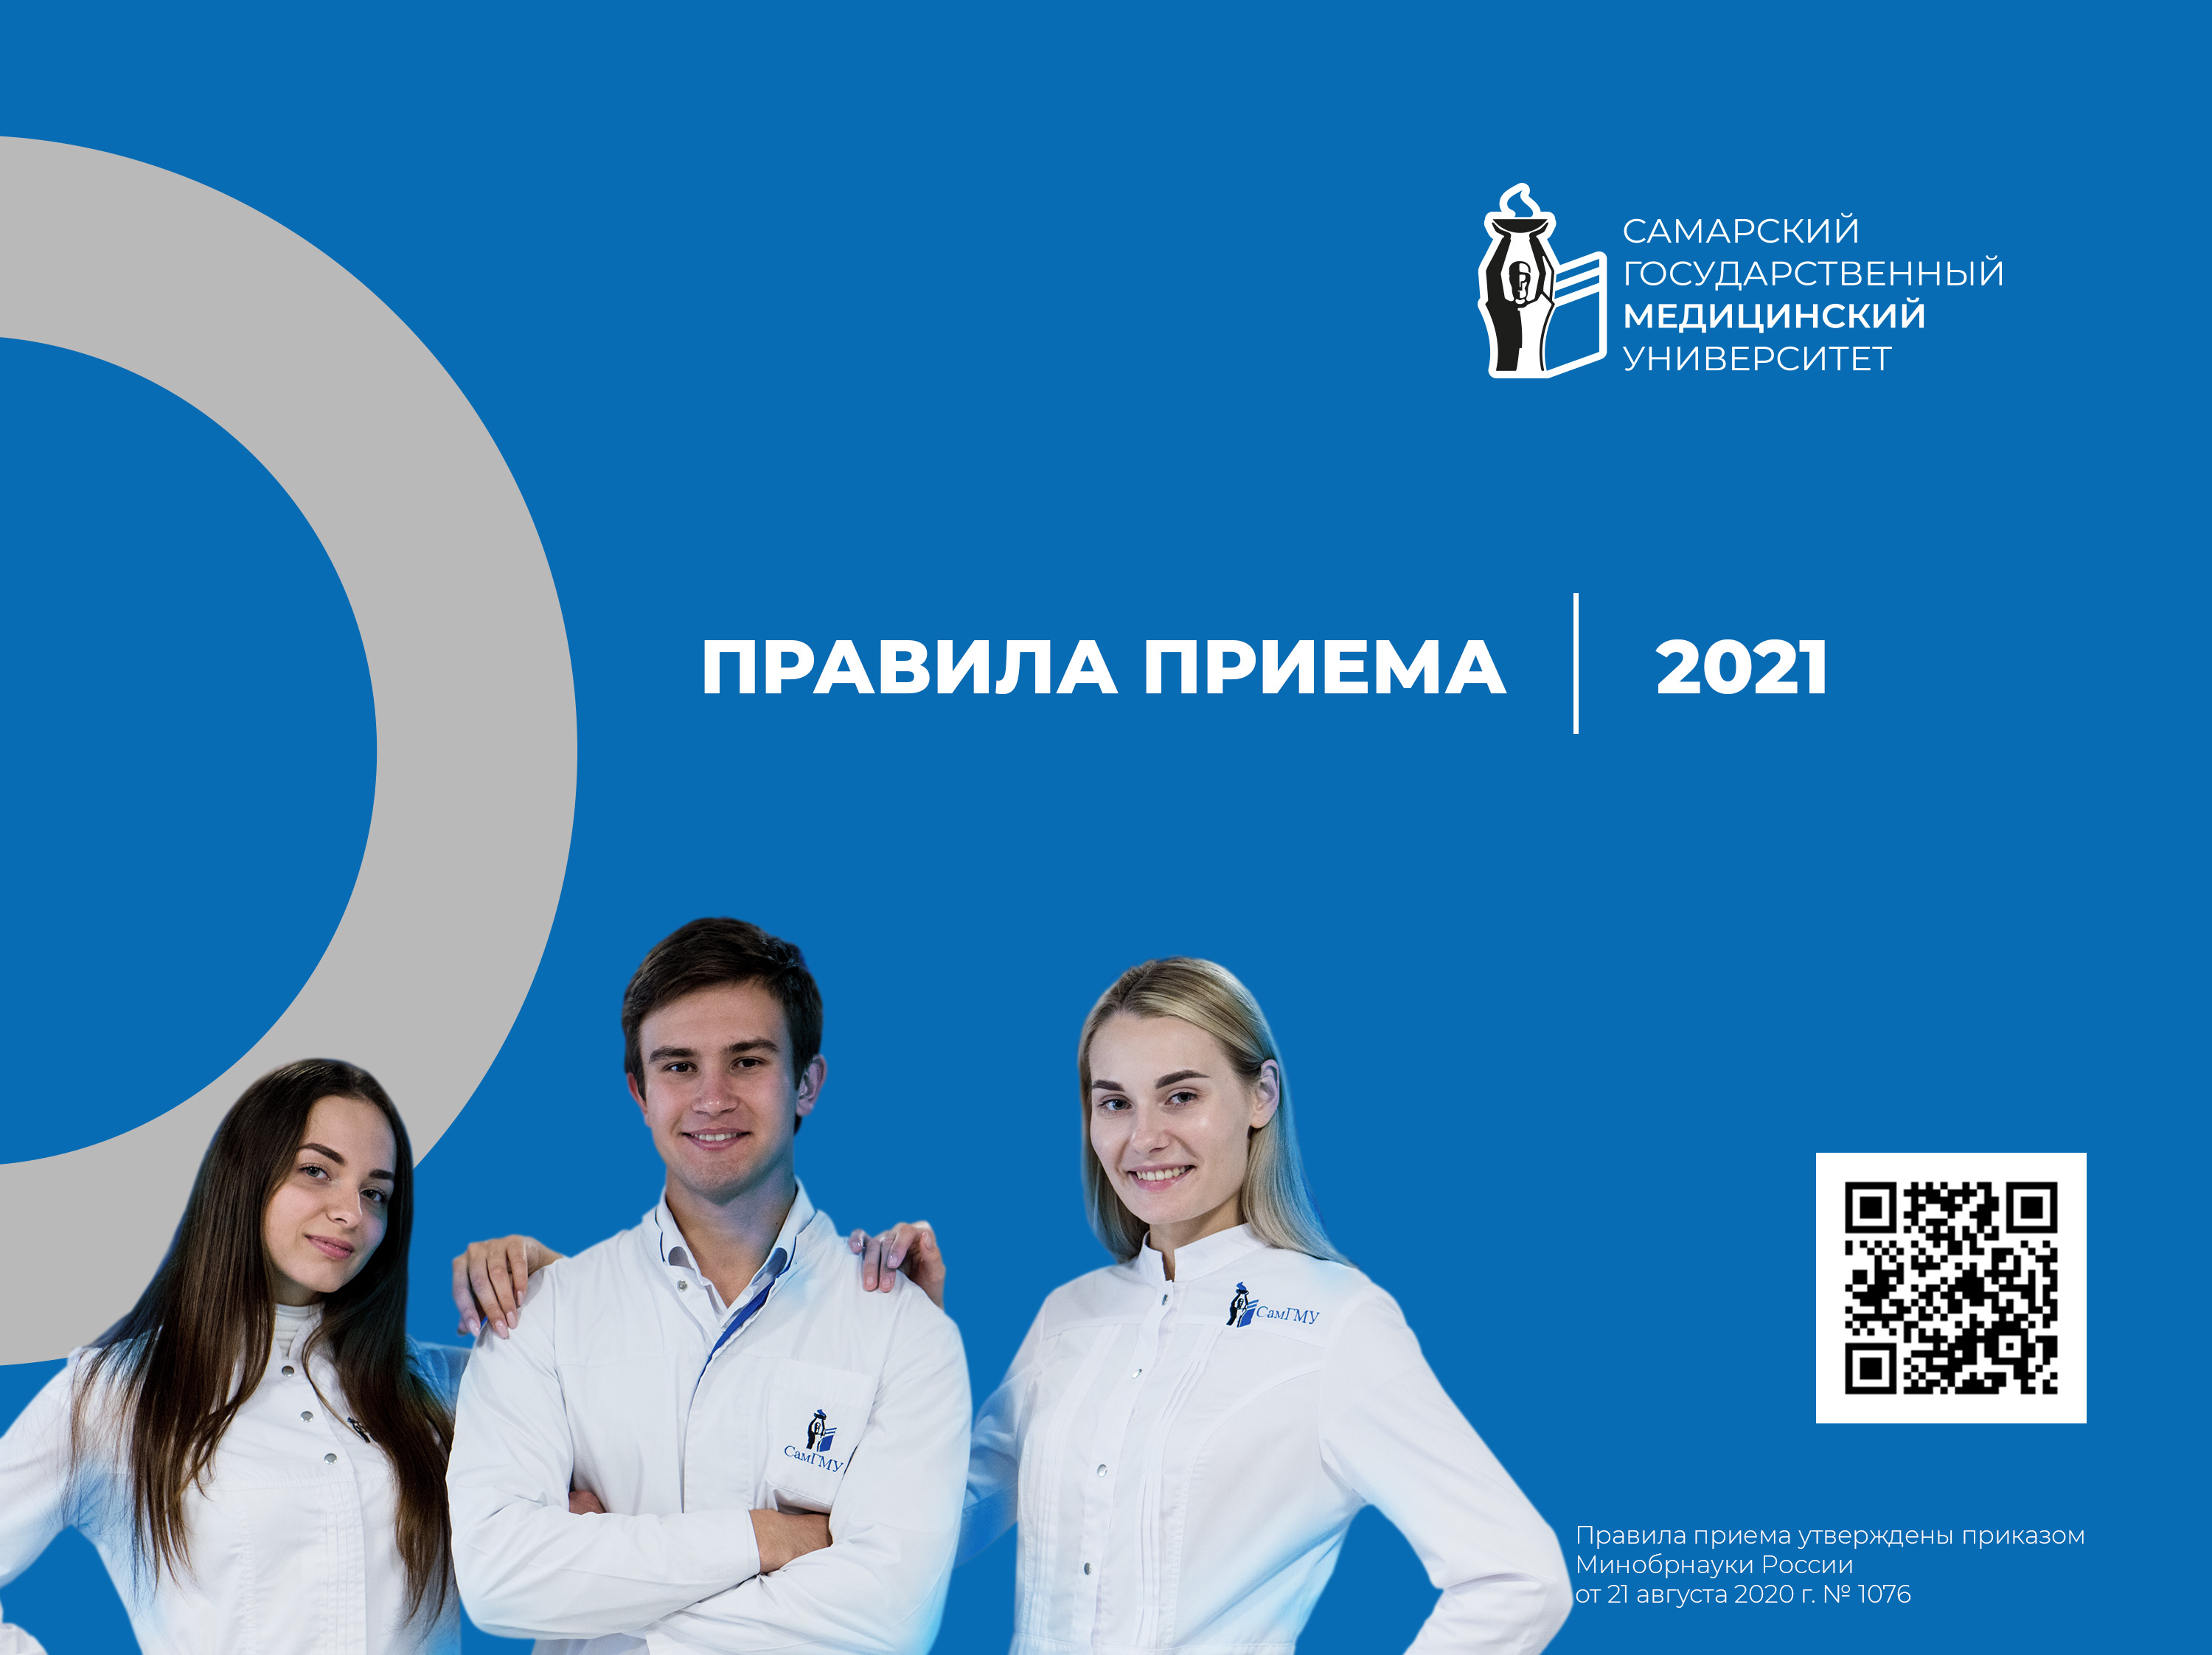 САМАРСКИЙ
ГОСУДАРСТВЕННЫЙ
МЕДИЦИНСКИЙ
УНИВЕРСИТЕТ
ПРАВИЛА ПРИЕМА 2021
СамГМУ
СамГМУ
Правила приема утверждены приказом
Минобрнауки России
от 21 августа 2020 г. № 1076